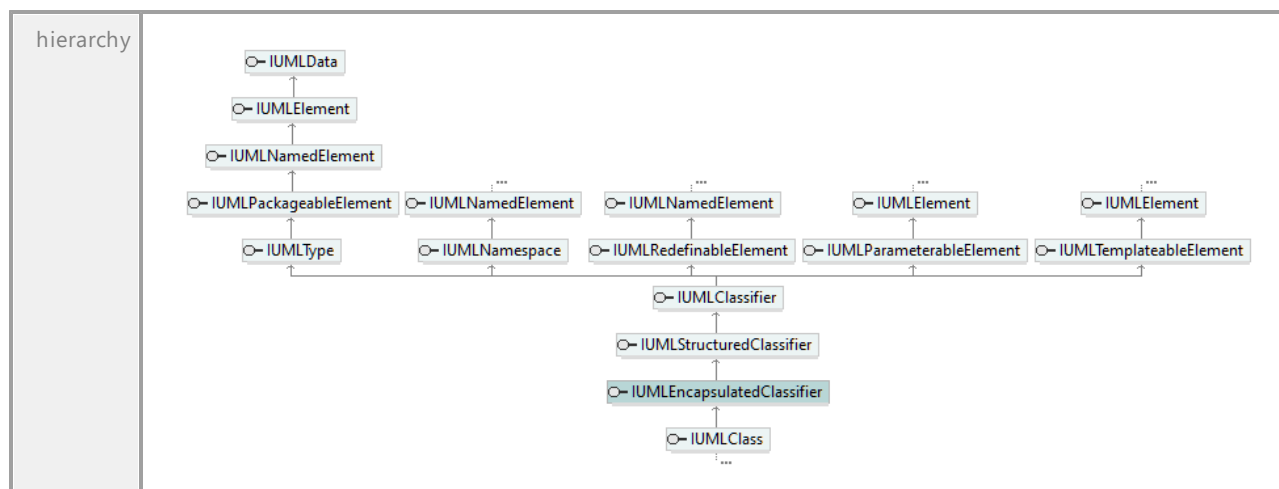 hierarchy
IUMLData
IUMLElement
IUMLNamedElement
... ... ... ...
IUMLPackageableElement IUMLNamedElement IUMLNamedElement IUMLElement IUMLElement
IUMLType IUMLNamespace IUMLRedefinableElement IUMLParameterableElement IUMLTemplateableElement
IUMLClassifier
IUMLStructuredClassifier
IUMLEncapsulatedClassifier
IUMLClass
...